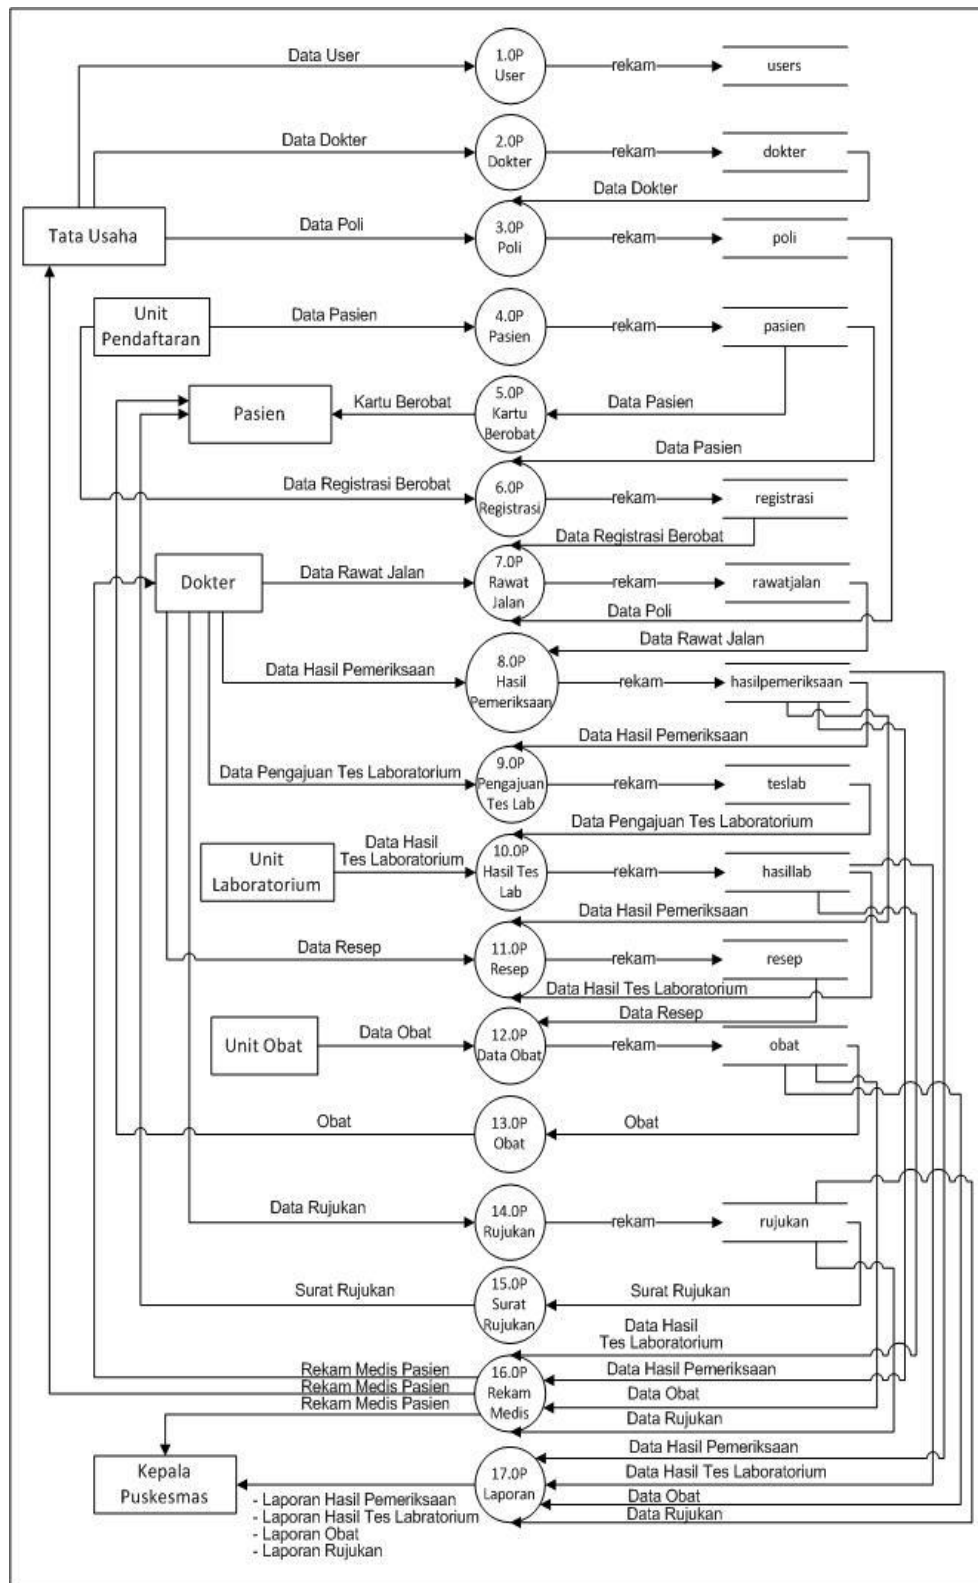 Data User
1.0P
User
rekam
users
Data Dokter
2.0P
Dokter
rekam
dokter
Data Dokter
Tata Usaha
Data Poli
3.0P
Poli
rekam
poli
Unit
Pendaftaran
Data Pasien
4.0P
Pasien
rekam
pasien
Pasien
Kartu Berobat
5.0P
Kartu
Berobat
Data Pasien
Data Pasien
Data Registrasi Berobat
6.0P
Registrasi
rekam
registrasi
Data Registrasi Berobat
Dokter
Data Rawat Jalan
7.0P
Rawat
Jalan
rekam
rawatjalan
Data Poli
Data Rawat Jalan
Data Hasil Pemeriksaan
8.0P
Hasil
Pemeriksaan
rekam
hasilpemeriksaan
Data Hasil Pemeriksaan
Data Pengajuan Tes Laboratorium
9.0P
Pengajuan
Tes Lab
rekam
teslab
Data Pengajuan Tes Laboratorium
Unit
Laboratorium
Data Hasil
Tes Laboratorium
10.0P
Hasil Tes
Lab
rekam
hasillab
Data Hasil Pemeriksaan
Data Resep
11.0P
Resep
rekam
resep
Data Hasil Tes Laboratorium
Data Resep
Unit Obat
Data Obat
12.0P
Data Obat
rekam
obat
Obat
13.0P
Obat
Obat
Data Rujukan
14.0P
Rujukan
rekam
rujukan
Surat Rujukan
15.0P
Surat
Rujukan
Surat Rujukan
Data Hasil
Tes Laboratorium
Rekam Medis Pasien
Rekam Medis Pasien
Rekam Medis Pasien
16.0P
Rekam
Medis
Data Hasil Pemeriksaan
Data Obat
Data Rujukan
Kepala
Puskesmas
17.0P
Laporan
Data Hasil Pemeriksaan
Data Hasil Tes Laboratorium
Data Obat
Data Rujukan
- Laporan Hasil Pemeriksaan
- Laporan Hasil Tes Labratorium
- Laporan Obat
- Laporan Rujukan